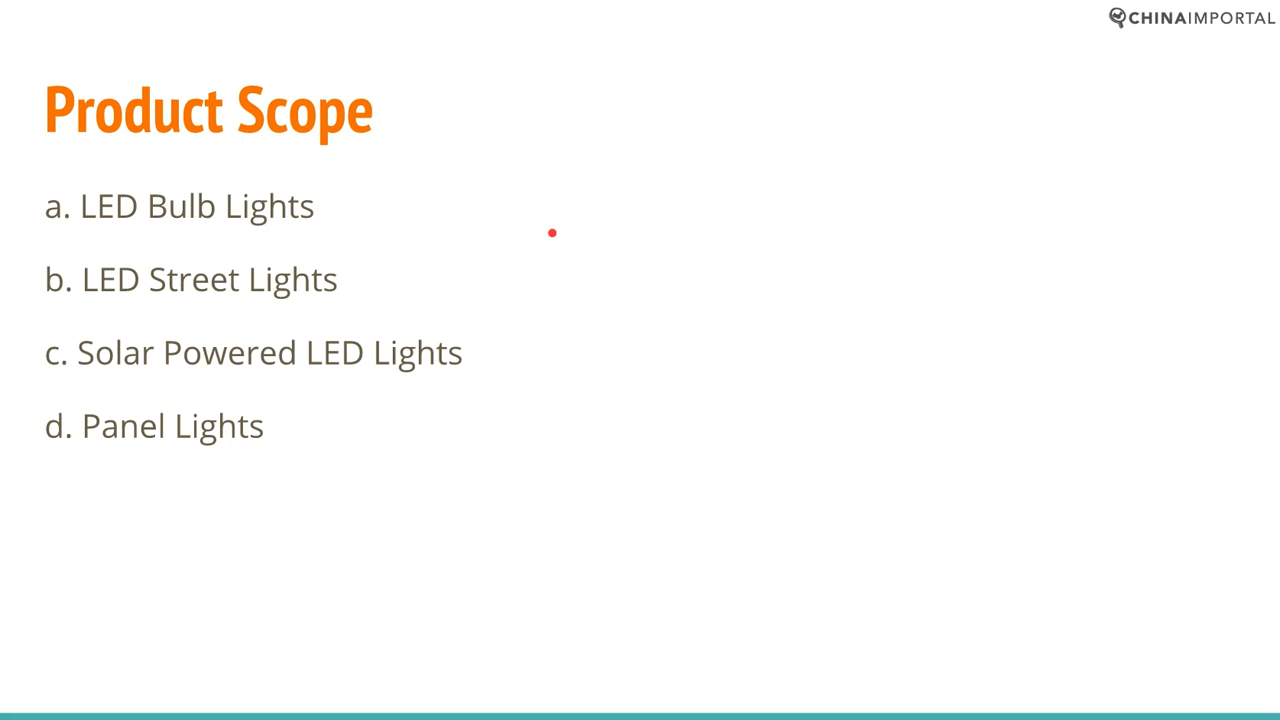 CHINAIMPORTAL
Product Scope
a. LED Bulb Lights
b. LED Street Lights
c. Solar Powered LED Lights
d. Panel Lights